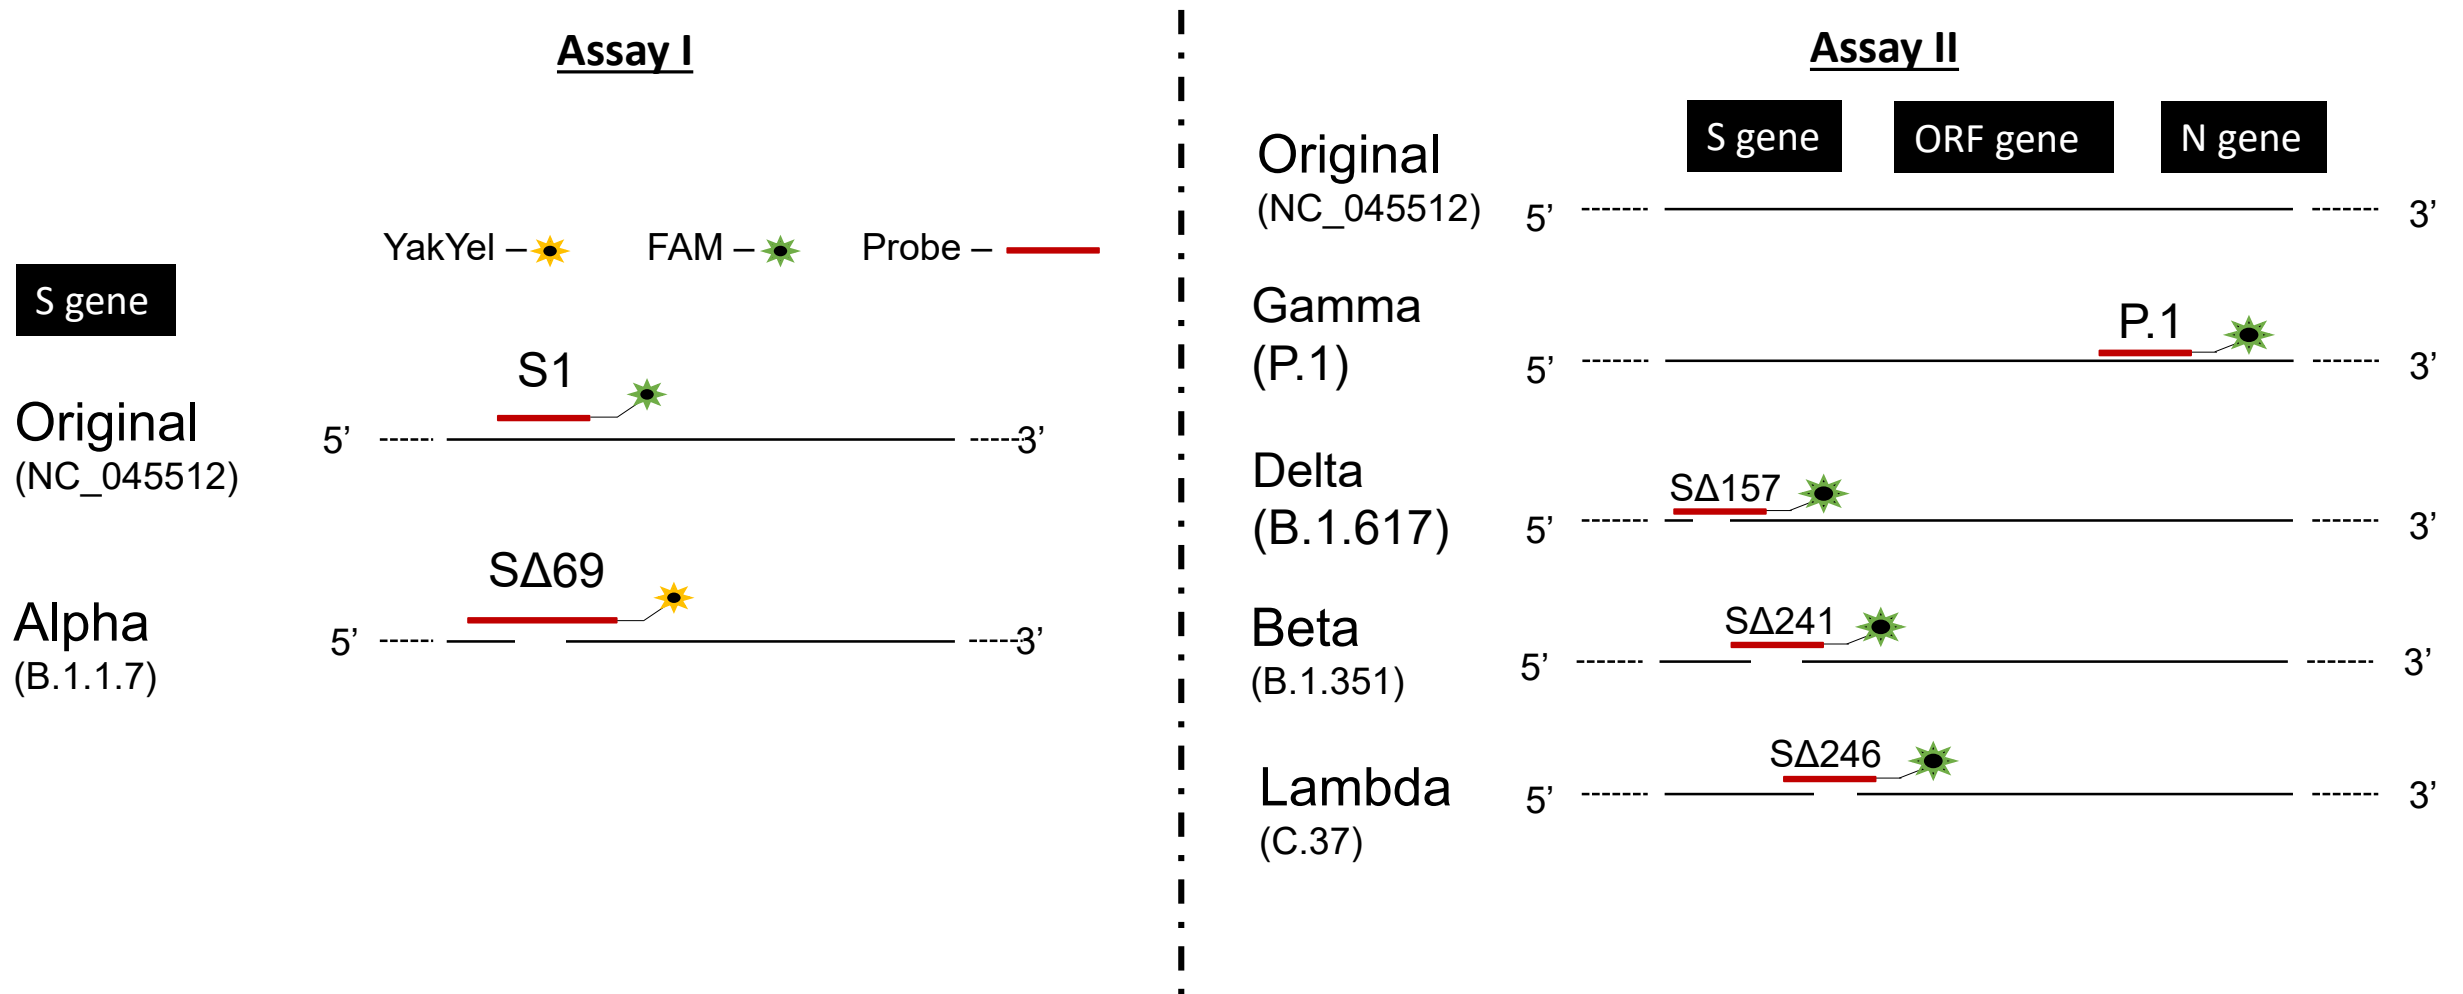 Assay I
YakYel –
FAM –
Probe –
S gene
S1
Original
(NC_045512)
5’
3’
SΔ69
Alpha
(B.1.1.7)
5’
3’
Assay II
S gene
ORF gene
N gene
Original
(NC_045512)
5’
3’
Gamma
(P.1)
P.1
5’
3’
Delta
(B.1.617)
SΔ157
5’
3’
Beta
(B.1.351)
SΔ241
5’
3’
Lambda
(C.37)
SΔ246
5’
3’